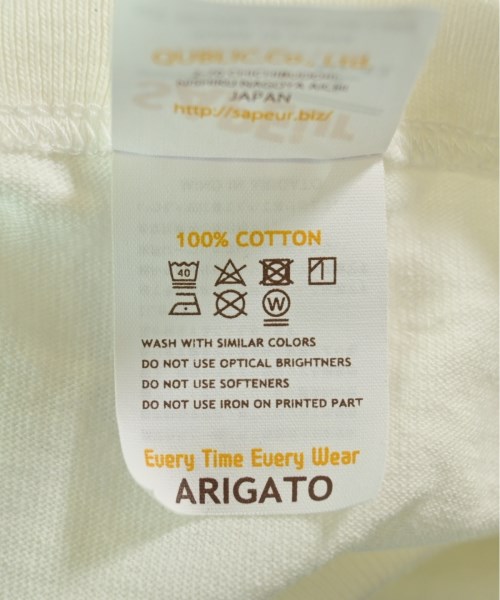 JAPAN
http://sapeur.biz/
100% COTTON
40
W
WASH WITH SIMILAR COLORS
DO NOT USE OPTICAL BRIGHTNERS
DO NOT USE SOFTENERS
DO NOT USE IRON ON PRINTED PART
Every Time Every Wear
ARIGATO